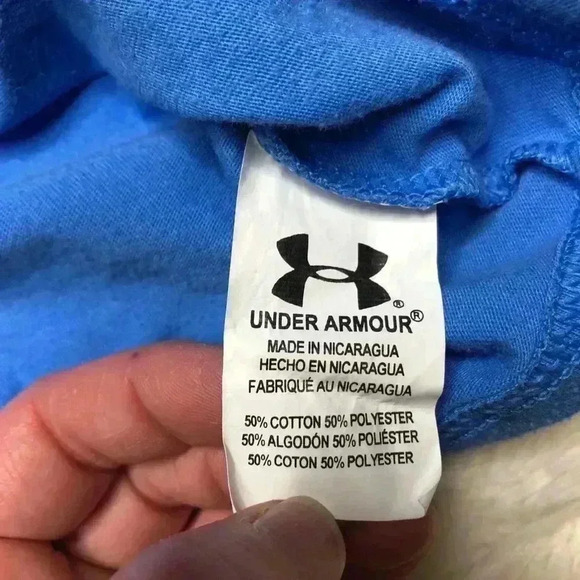 ®
UNDER ARMOUR®
MADE IN NICARAGUA
HECHO EN NICARAGUA
FABRIQUÉ AU NICARAGUA
50% COTTON 50% POLYESTER
50% ALGODÓN 50% POLIÉSTER
50% COTON 50% POLYESTER